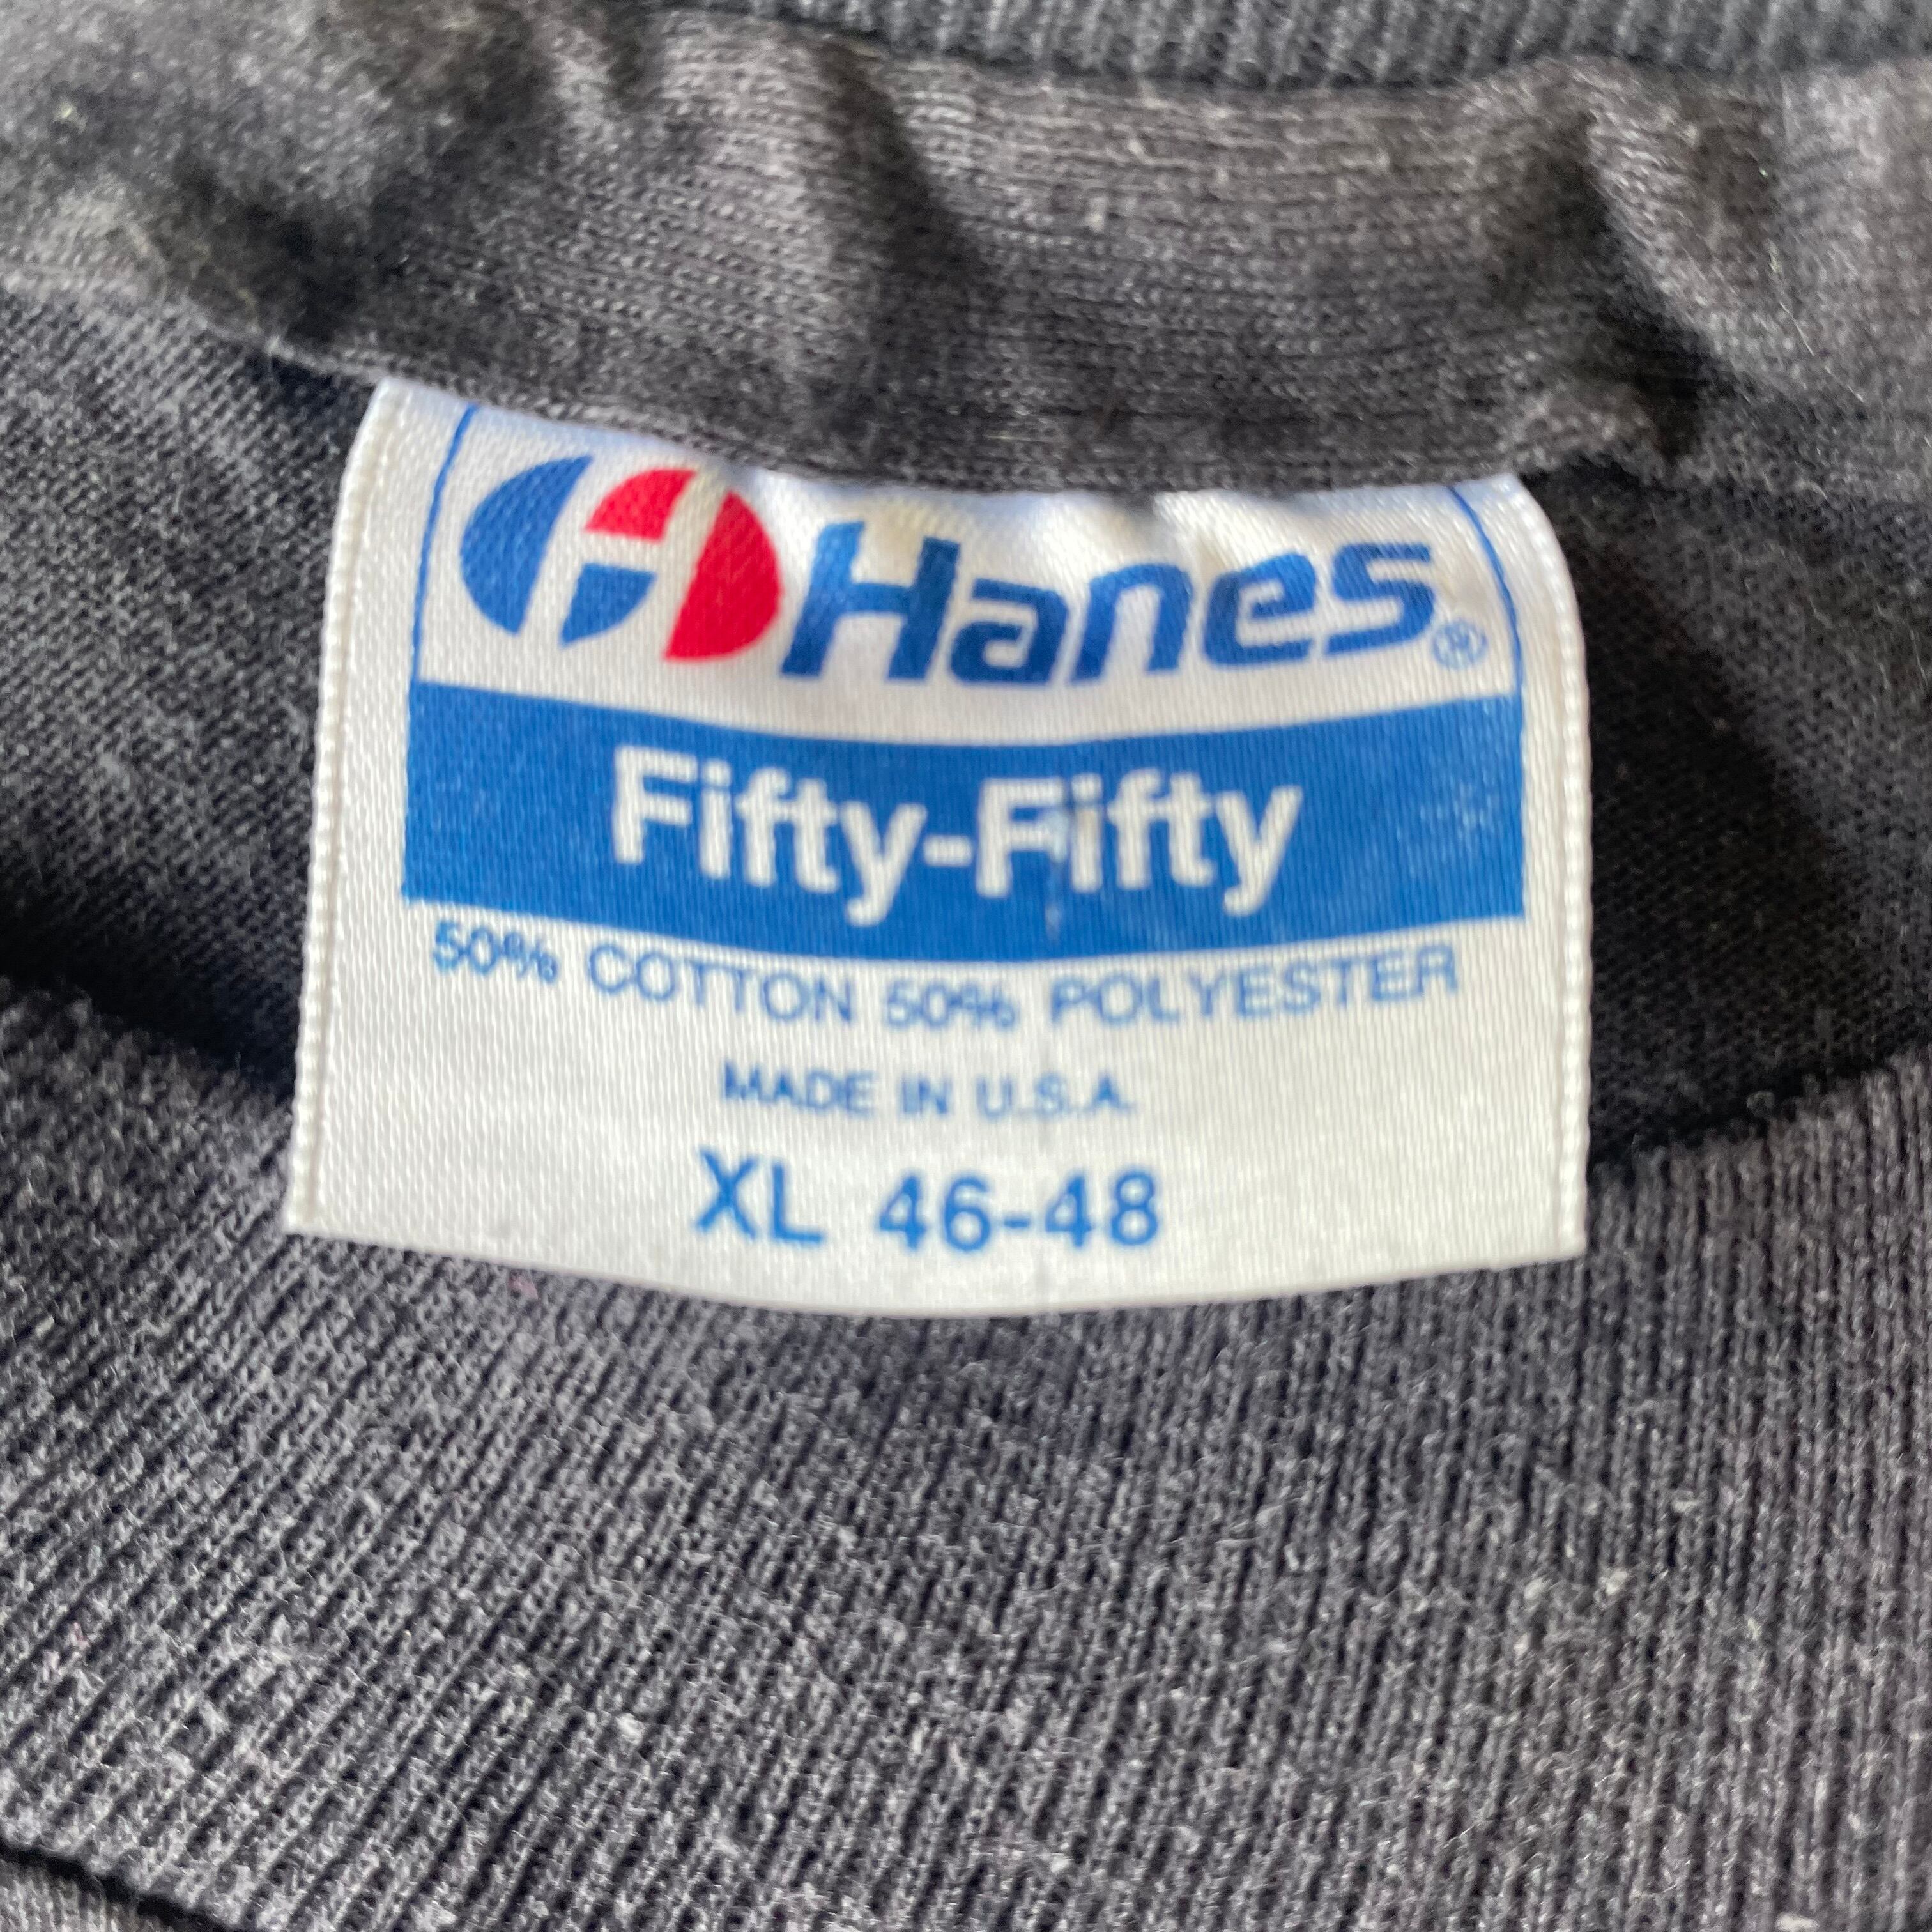 Hanes®
Fifty-Fifty
50% COTTON 50% POLYESTER
MADE IN U.S.A.
XL 46-48